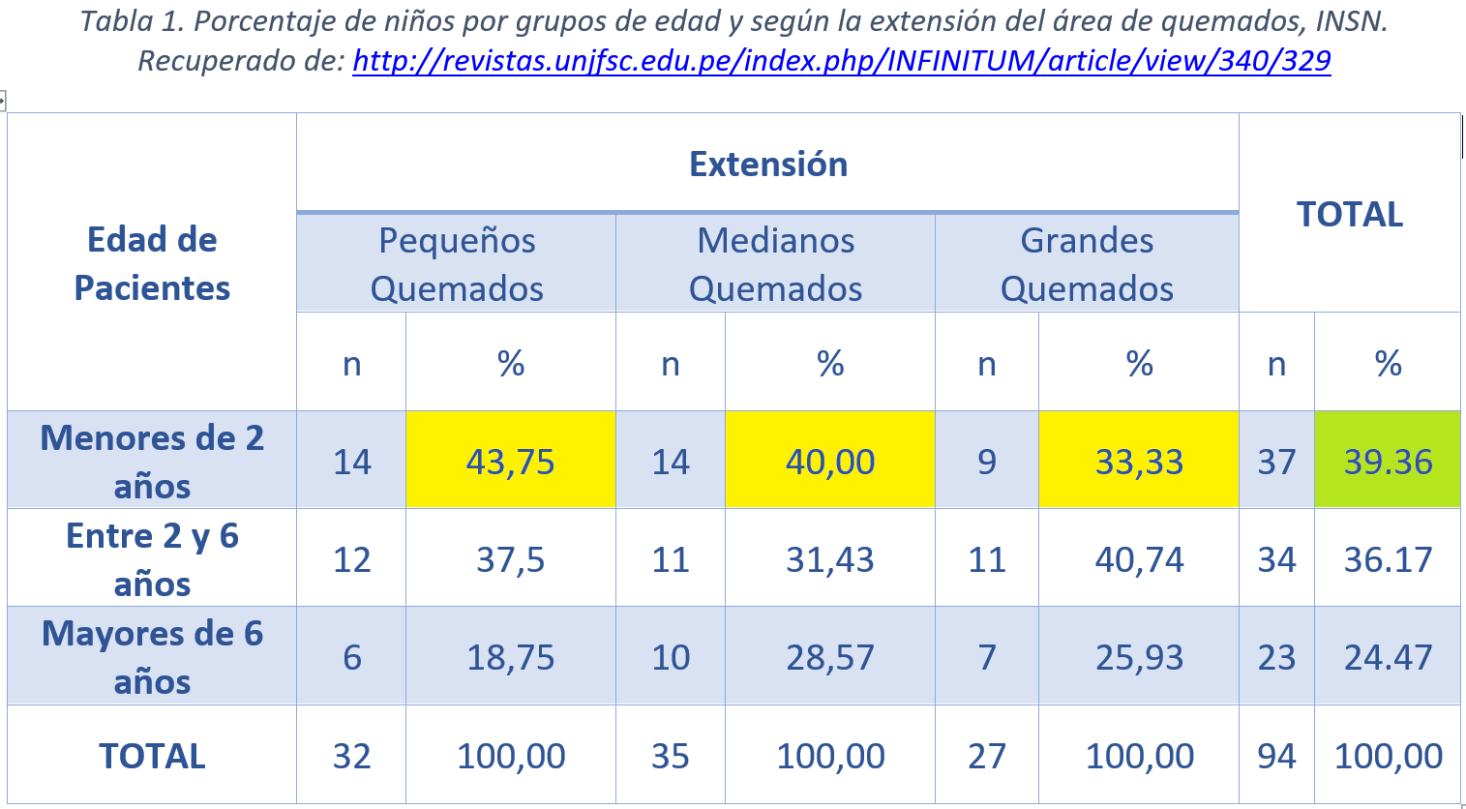 Tabla 1. Porcentaje de niños por grupos de edad y según la extensión del área de quemados, INSN.
Recuperado de: http://revistas.unjfsc.edu.pe/index.php/INFINITUM/article/view/340/329
Edad de
Pacientes
Extensión
TOTAL
Pequeños
Quemados
Medianos
Quemados
Grandes
Quemados
n % n % n % n %
Menores de 2
años
14 43,75 14 40,00 9 33,33 37 39.36
Entre 2 y 6
años
12 37,5 11 31,43 11 40,74 34 36.17
Mayores de 6
años
6 18,75 10 28,57 7 25,93 23 24.47
TOTAL 32 100,00 35 100,00 27 100,00 94 100,00